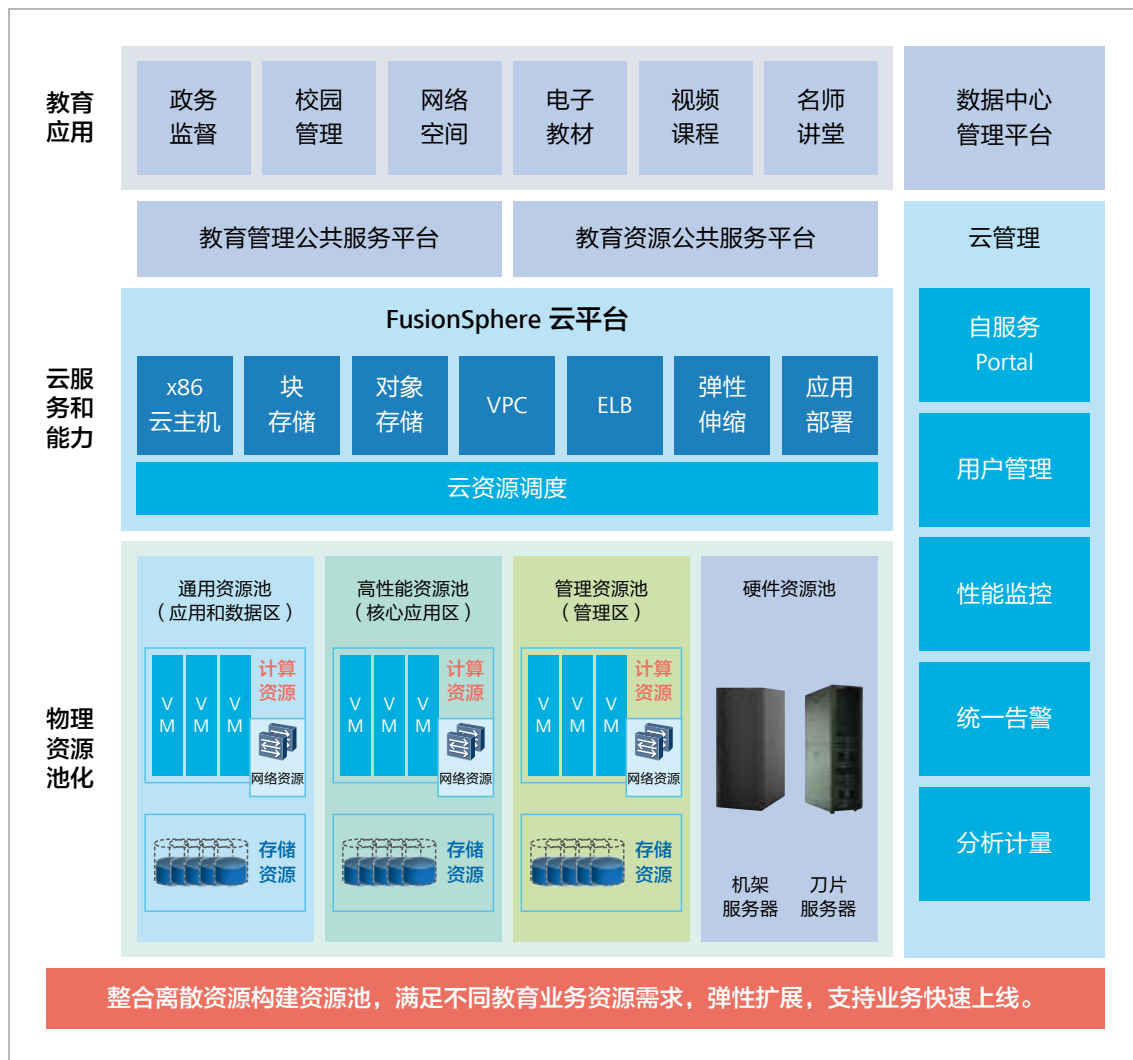 教育
应用
政务
监督
校园
管理
网络
空间
电子
教材
视频
课程
名师
讲堂
数据中心
管理平台
教育管理公共服务平台
教育资源公共服务平台
云管理
云服
务和
能力
FusionSphere 云平台
x86
云主机
块
存储
对象
存储
VPC
ELB
弹性
伸缩
应用
部署
云资源调度
自服务
Portal
用户管理
性能监控
统一告警
分析计量
物理
资源
池化
通用资源池
（应用和数据区）
V
M
V
M
V
M
计算
资源
网络资源
存储
资源
高性能资源池
（核心应用区）
V
M
V
M
V
M
计算
资源
网络资源
存储
资源
管理资源池
（管理区）
V
M
V
M
V
M
计算
资源
网络资源
存储
资源
硬件资源池
机架
服务器
刀片
服务器
整合离散资源构建资源池，满足不同教育业务资源需求，弹性扩展，支持业务快速上线。